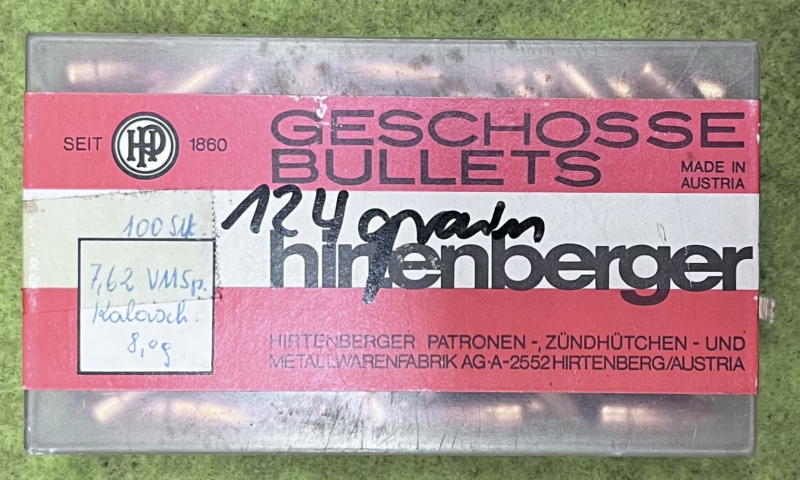 SEIT HP 1860
GESCHOSSE
BULLETS
MADE IN
AUSTRIA
124 grain
hirtenberger
100 Stk.
7,62 VMSp.
Kalasch.
8,0g
HIRTENBERGER PATRONEN-, ZÜNDHÜTCHEN- UND
METALLWARENFABRIK AG·A-2552 HIRTENBERG/AUSTRIA